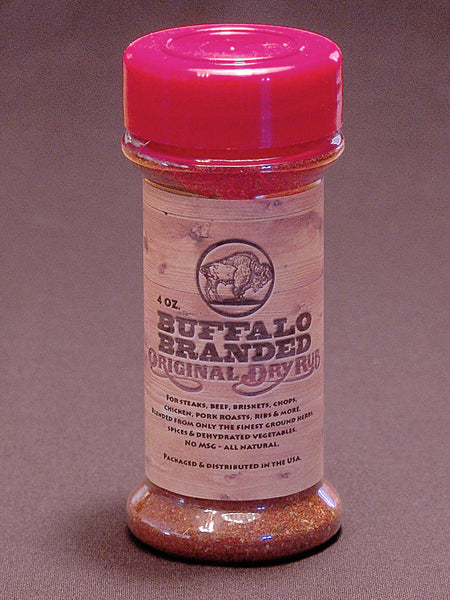 4 OZ.
BUFFALO
BRANDED
ORIGINAL DRY RUB
FOR STEAKS, BEEF, BRISKETS, CHOPS,
CHICKEN, PORK ROASTS, RIBS & MORE.
BLENDED FROM ONLY THE FINEST GROUND HERBS,
SPICES & DEHYDRATED VEGETABLES.
NO MSG – ALL NATURAL.
PACKAGED & DISTRIBUTED IN THE USA.